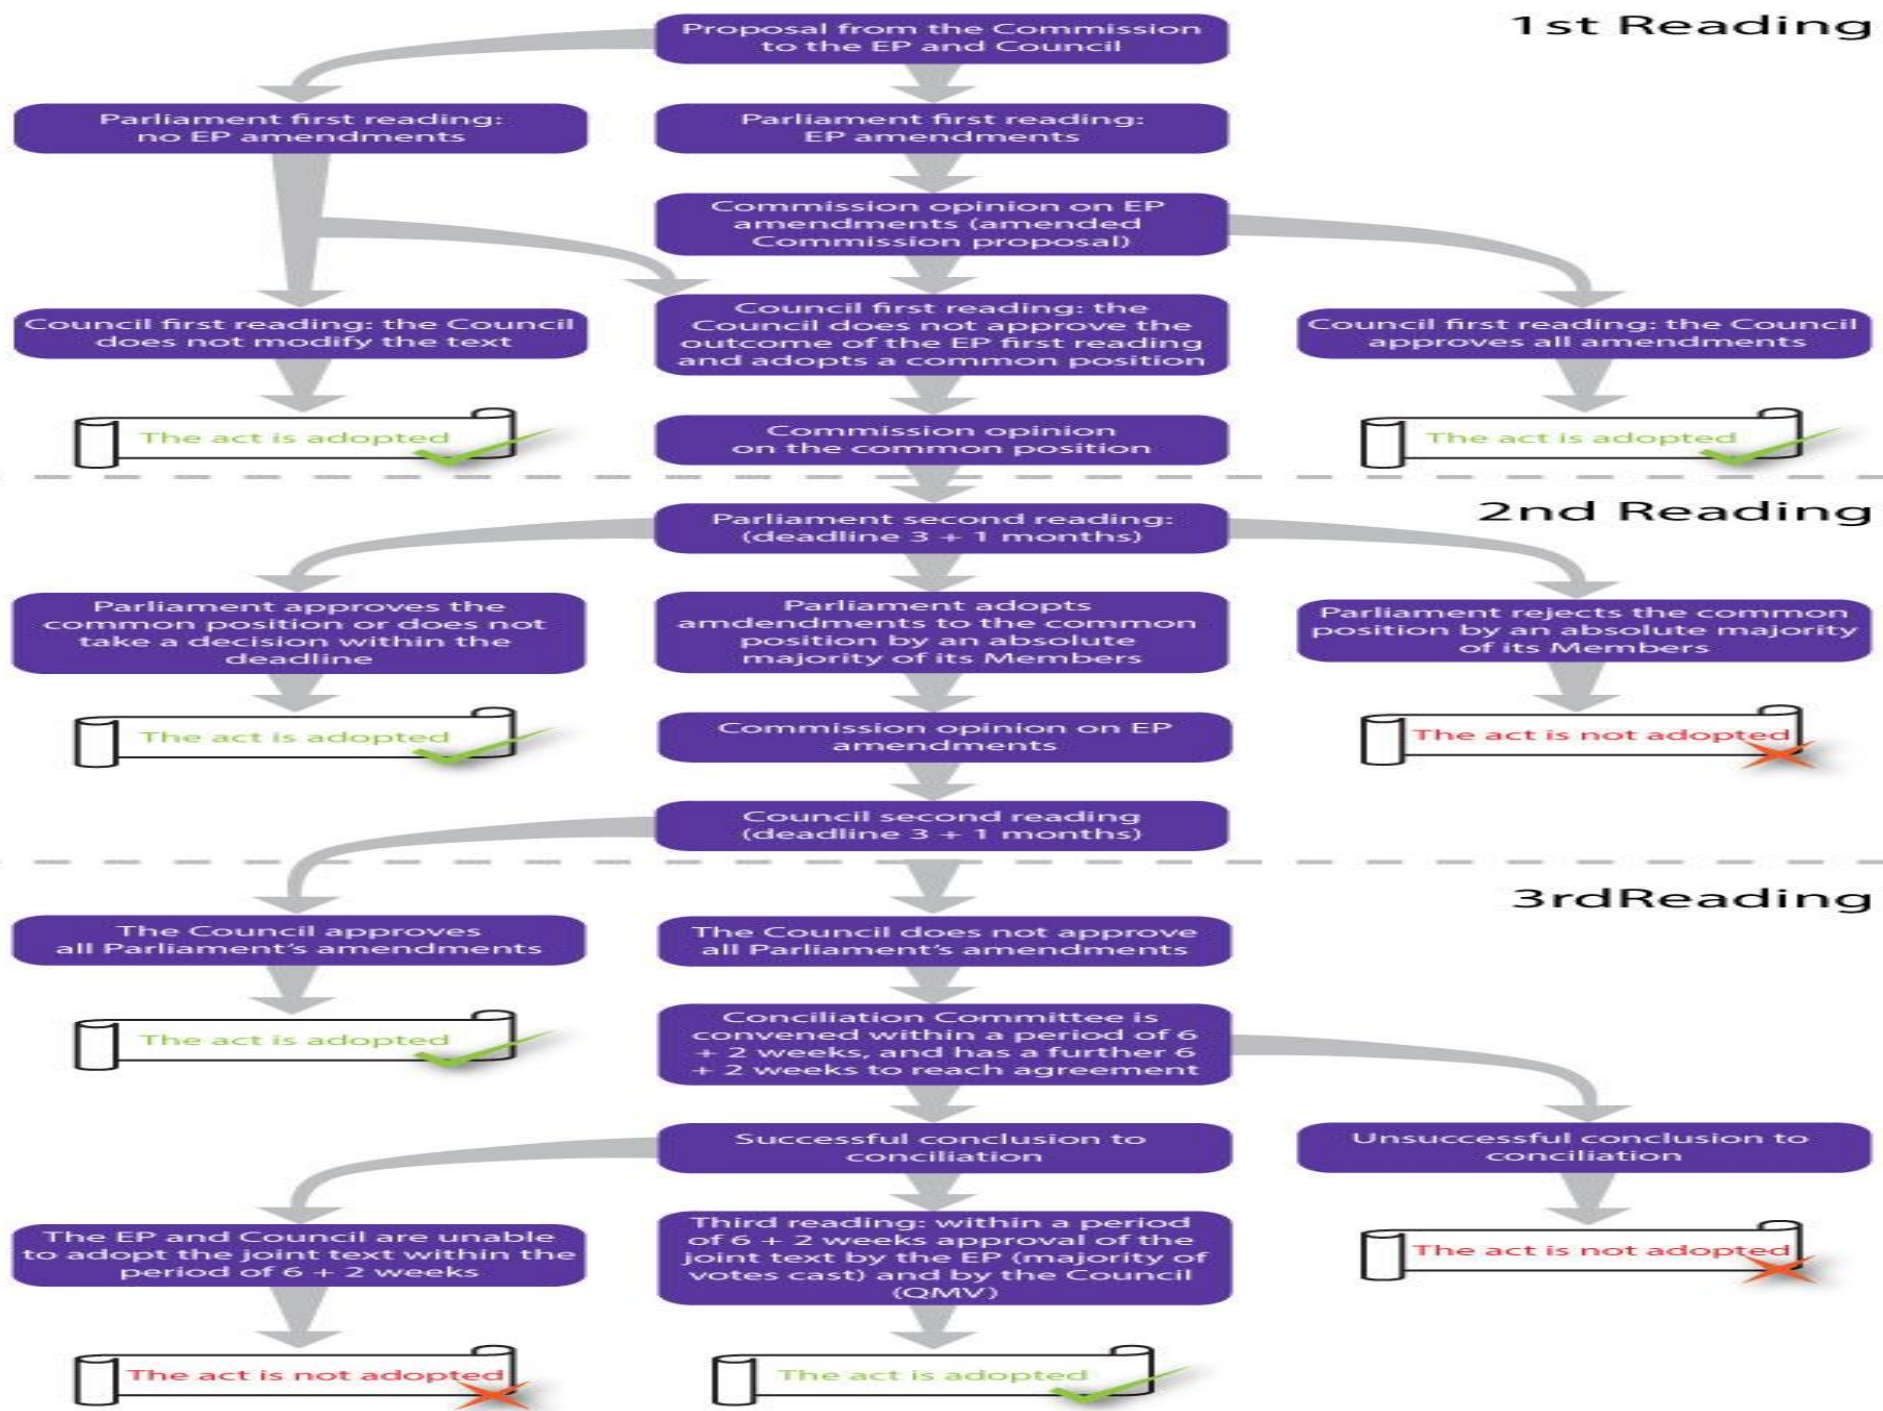 1st Reading
Proposal from the Commission
to the EP and Council
Parliament first reading:
no EP amendments
Parliament first reading:
EP amendments
Commission opinion on EP
amendments (amended
Commission proposal)
Council first reading: the Council
does not modify the text
Council first reading: the
Council does not approve the
outcome of the EP first reading
and adopts a common position
Council first reading: the Council
approves all amendments
The act is adopted
Commission opinion
on the common position
The act is adopted
2nd Reading
Parliament second reading:
(deadline 3 + 1 months)
Parliament approves the
common position or does not
take a decision within the
deadline
Parliament adopts
amdendments to the common
position by an absolute
majority of its Members
Parliament rejects the common
position by an absolute majority
of its Members
The act is adopted
Commission opinion on EP
amendments
The act is not adopted
Council second reading
(deadline 3 + 1 months)
3rdReading
The Council approves
all Parliament's amendments
The Council does not approve
all Parliament's amendments
The act is adopted
Conciliation Committee is
convened within a period of 6
+ 2 weeks, and has a further 6
+ 2 weeks to reach agreement
Successful conclusion to
conciliation
Unsuccessful conclusion to
conciliation
The EP and Council are unable
to adopt the joint text within the
period of 6 + 2 weeks
Third reading: within a period
of 6 + 2 weeks approval of the
joint text by the EP (majority of
votes cast) and by the Council
(QMV)
The act is not adopted
The act is not adopted
The act is adopted